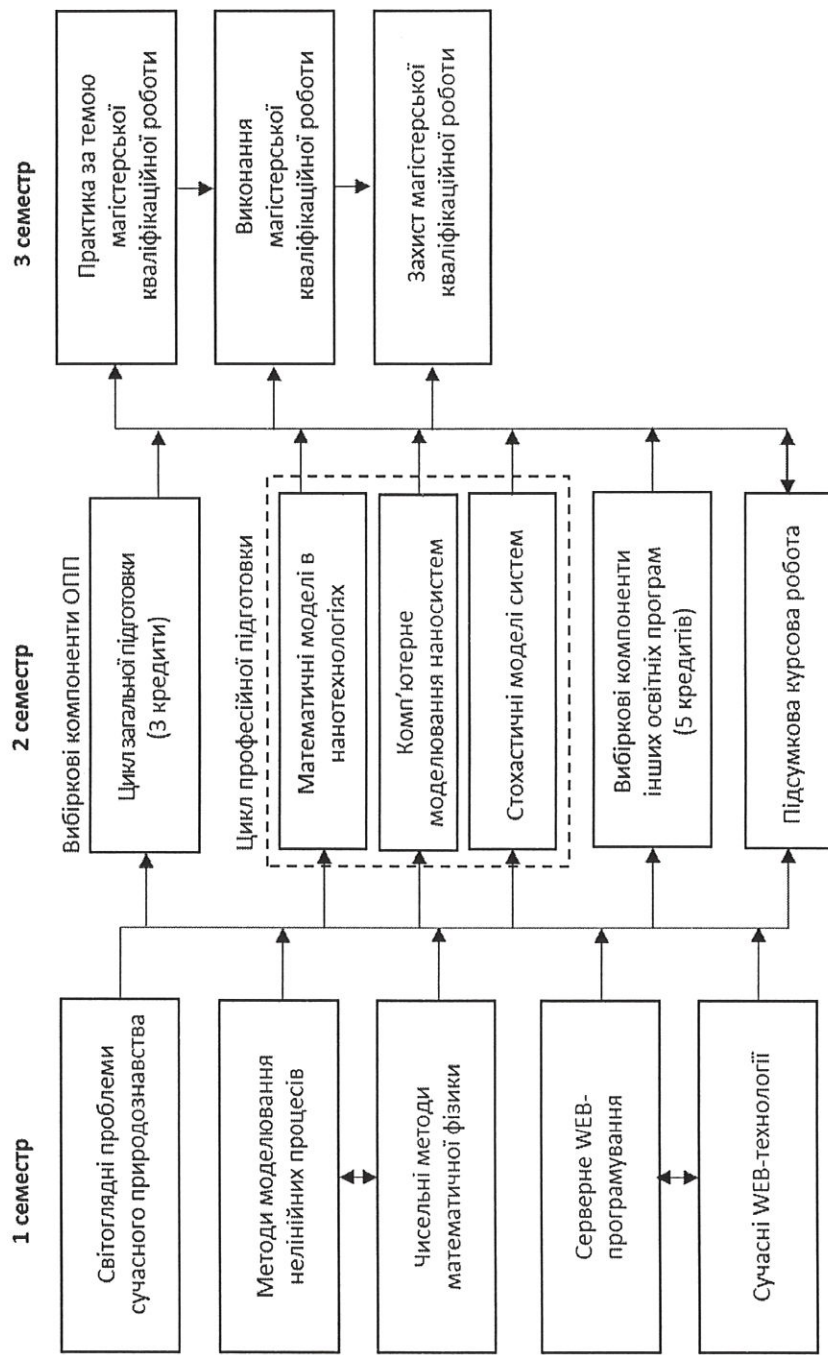 1 семестр
Світоглядні проблеми
сучасного природознавства
Методи моделювання
нелінійних процесів
Чисельні методи
математичної фізики
Серверне WEB-
програмування
Сучасні WEB-технології
2 семестр
Вибіркові компоненти ОПП
Цикл загальної підготовки
(3 кредити)
Цикл професійної підготовки
Математичні моделі в
нанотехнологіях
Комп’ютерне
моделювання наносистем
Стохастичні моделі систем
Вибіркові компоненти
інших освітніх програм
(5 кредитів)
Підсумкова курсова робота
3 семестр
Практика за темою
магістерської
кваліфікаційної роботи
Виконання
магістерської
кваліфікаційної роботи
Захист магістерської
кваліфікаційної роботи